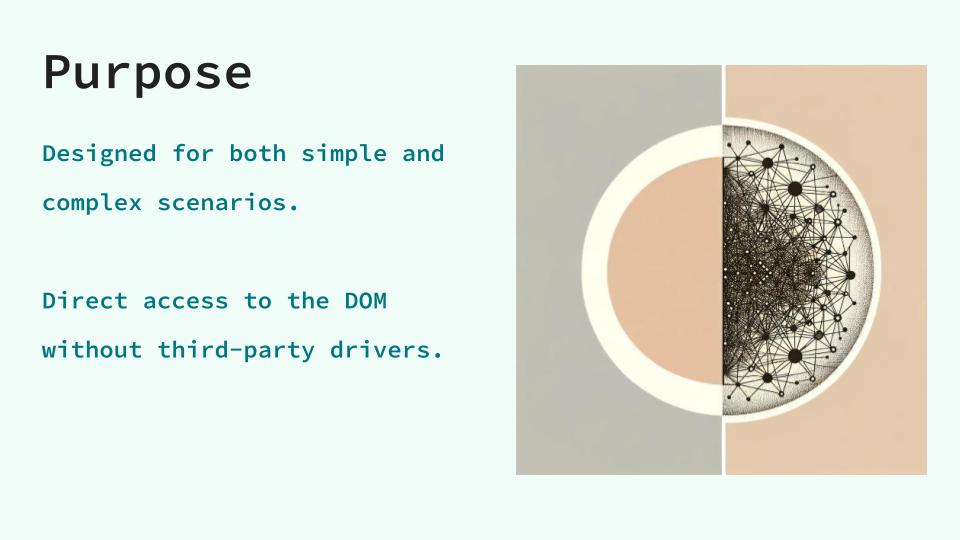 Purpose
Designed for both simple and
complex scenarios.
Direct access to the DOM
without third-party drivers.